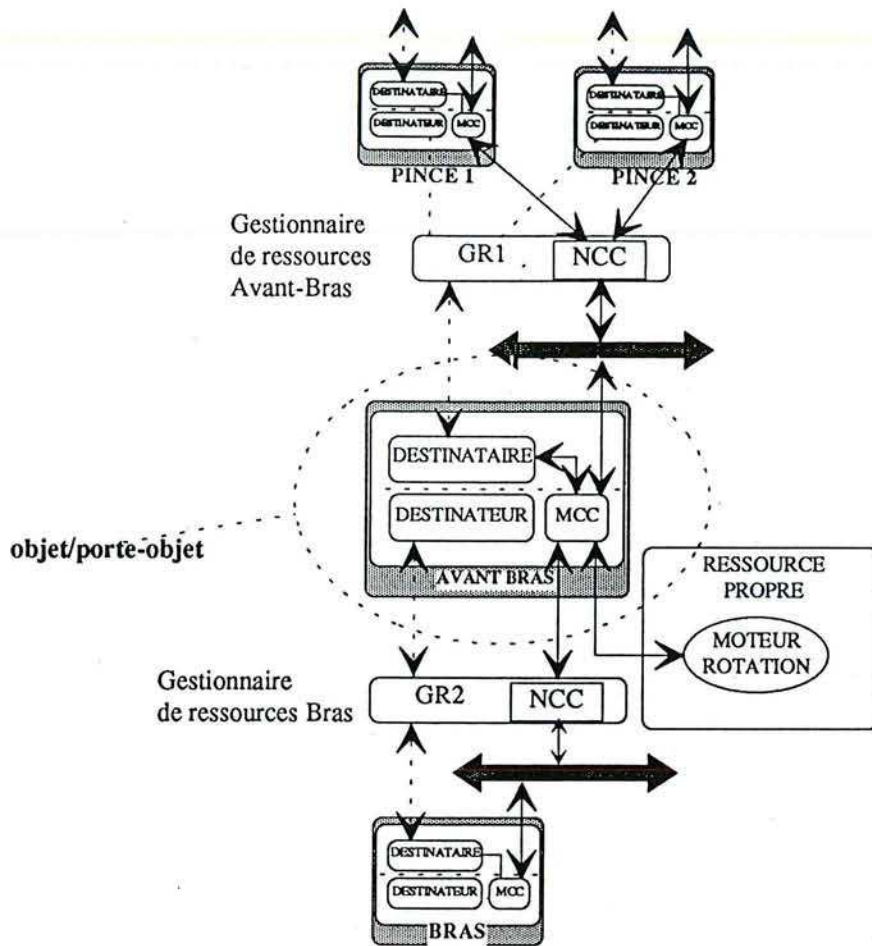 DESTINATAIRE
DESTINATEUR
MCC
PINCE 1
DESTINATAIRE
DESTINATEUR
MCC
PINCE 2
Gestionnaire
de ressources
Avant-Bras
GR1
NCC
DESTINATAIRE
DESTINATEUR
MCC
AVANT BRAS
objet/porte-objet
RESSOURCE
PROPRE
MOTEUR
ROTATION
Gestionnaire
de ressources Bras
GR2
NCC
DESTINATAIRE
DESTINATEUR
MCC
BRAS